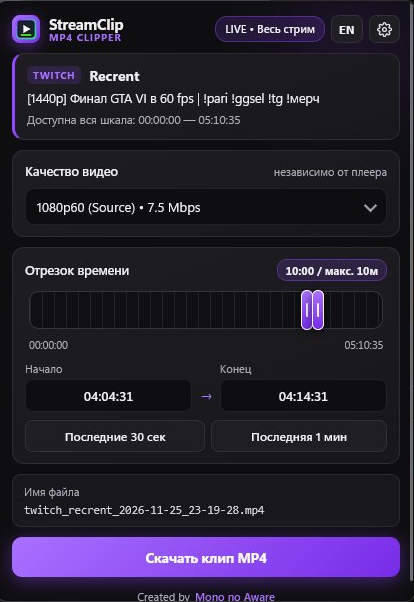 StreamClip
MP4 CLIPPER
LIVE • Весь стрим
EN
TWITCH Recrent
[1440p] Финал GTA VI в 60 fps | !pari !ggsel !tg !мерч
Доступна вся шкала: 00:00:00 — 05:10:35
Качество видео
независимо от плеера
1080p60 (Source) • 7.5 Mbps
Отрезок времени
10:00 / макс. 10м
00:00:00
05:10:35
Начало
Конец
04:04:31
→
04:14:31
Последние 30 сек
Последняя 1 мин
Имя файла
twitch_recrent_2026-11-25_23-19-28.mp4
Скачать клип MP4
Created by Mono no Aware